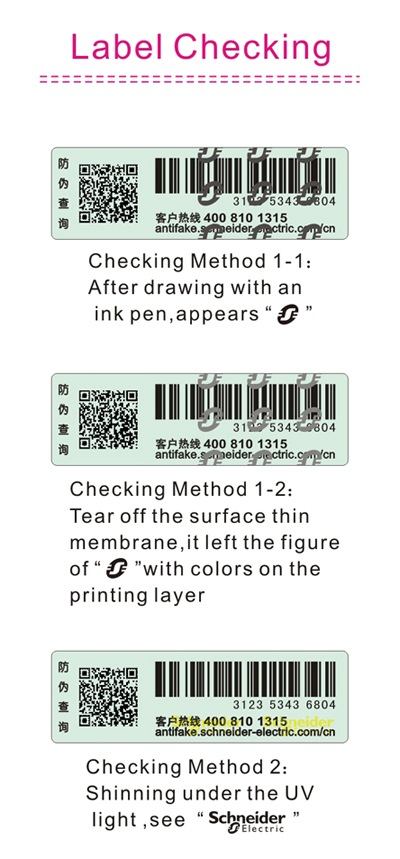 Label Checking
防伪查询
3123 5343 6804
客户热线 400 810 1315
antifake.schneider-electric.com/cn
Checking Method 1-1:
After drawing with an
ink pen,appears “ ”
防伪查询
3123 5343 6804
客户热线 400 810 1315
antifake.schneider-electric.com/cn
Checking Method 1-2:
Tear off the surface thin
membrane,it left the figure
of “ ”with colors on the
printing layer
防伪查询
3123 5343 6804
客户热线 400 810 1315
Schneider Schneider
antifake.schneider-electric.com/cn
Checking Method 2:
Shinning under the UV
light ,see “ Schneider Electric ”